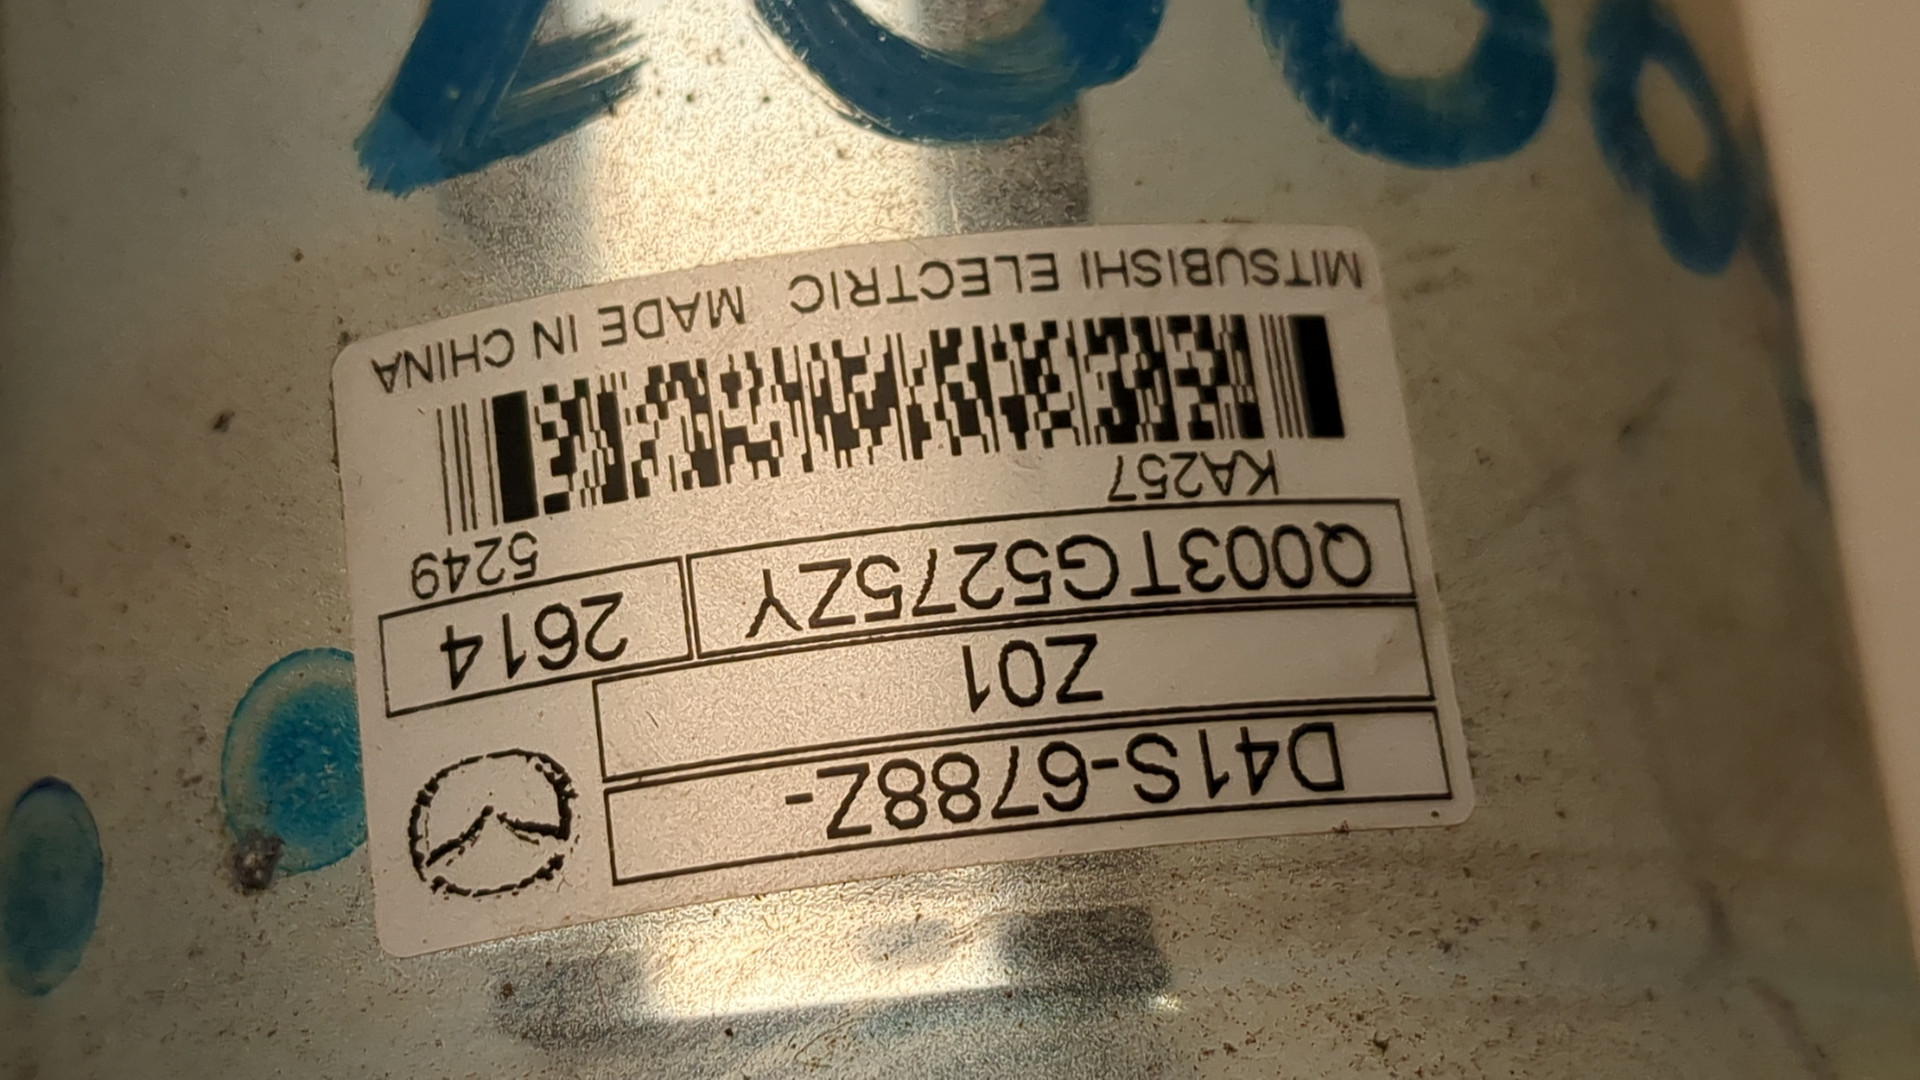 D41S-6788Z-
Z01
Q003TG5275ZY 2614
KA257 5249
MITSUBISHI ELECTRIC MADE IN CHINA